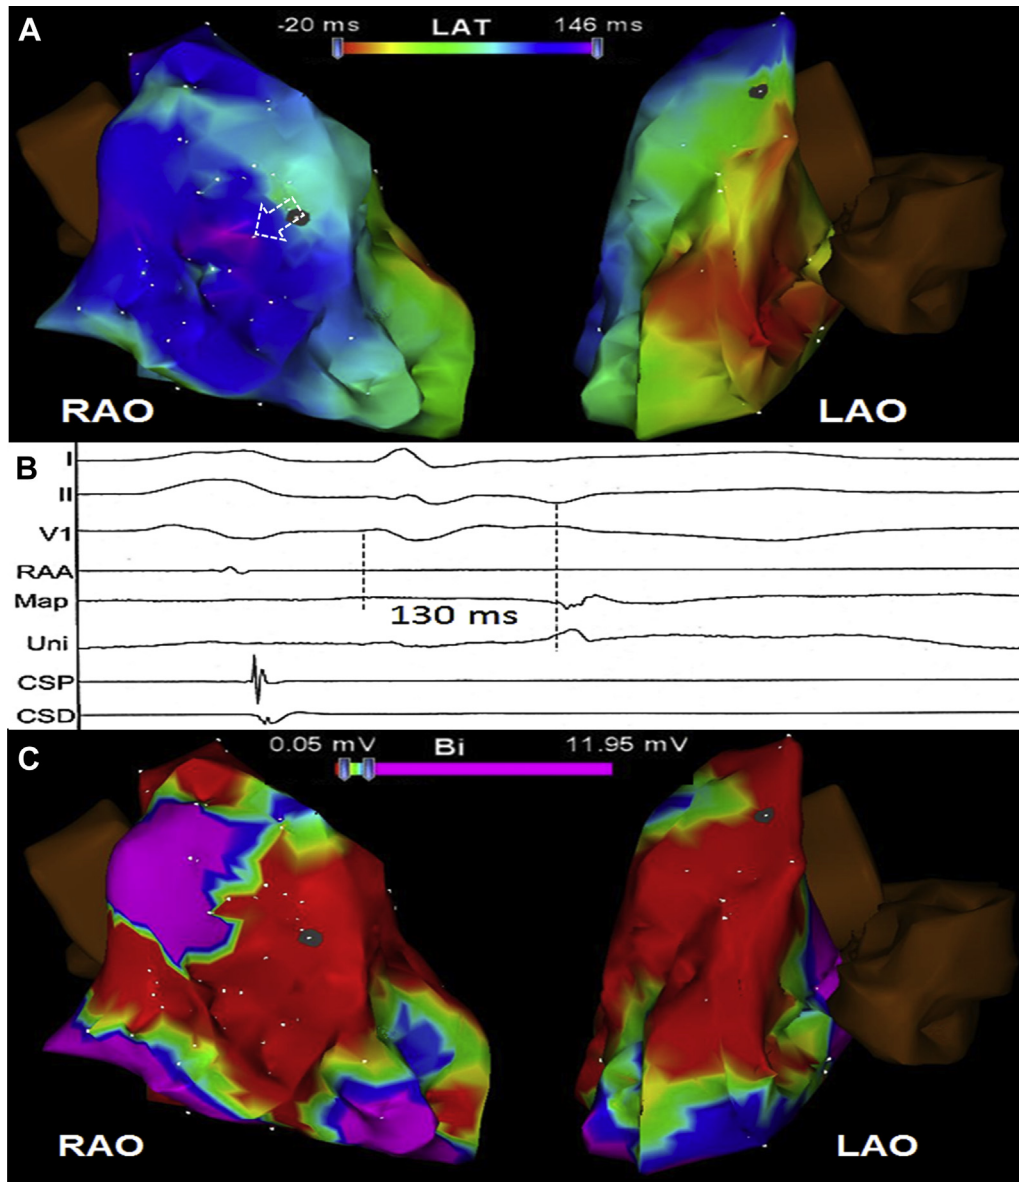 A
-20 ms LAT 146 ms
RAO LAO
B
I
II
V1
RAA
Map
130 ms
Uni
CSP
CSD
C
0.05 mV Bi 11.95 mV
RAO LAO